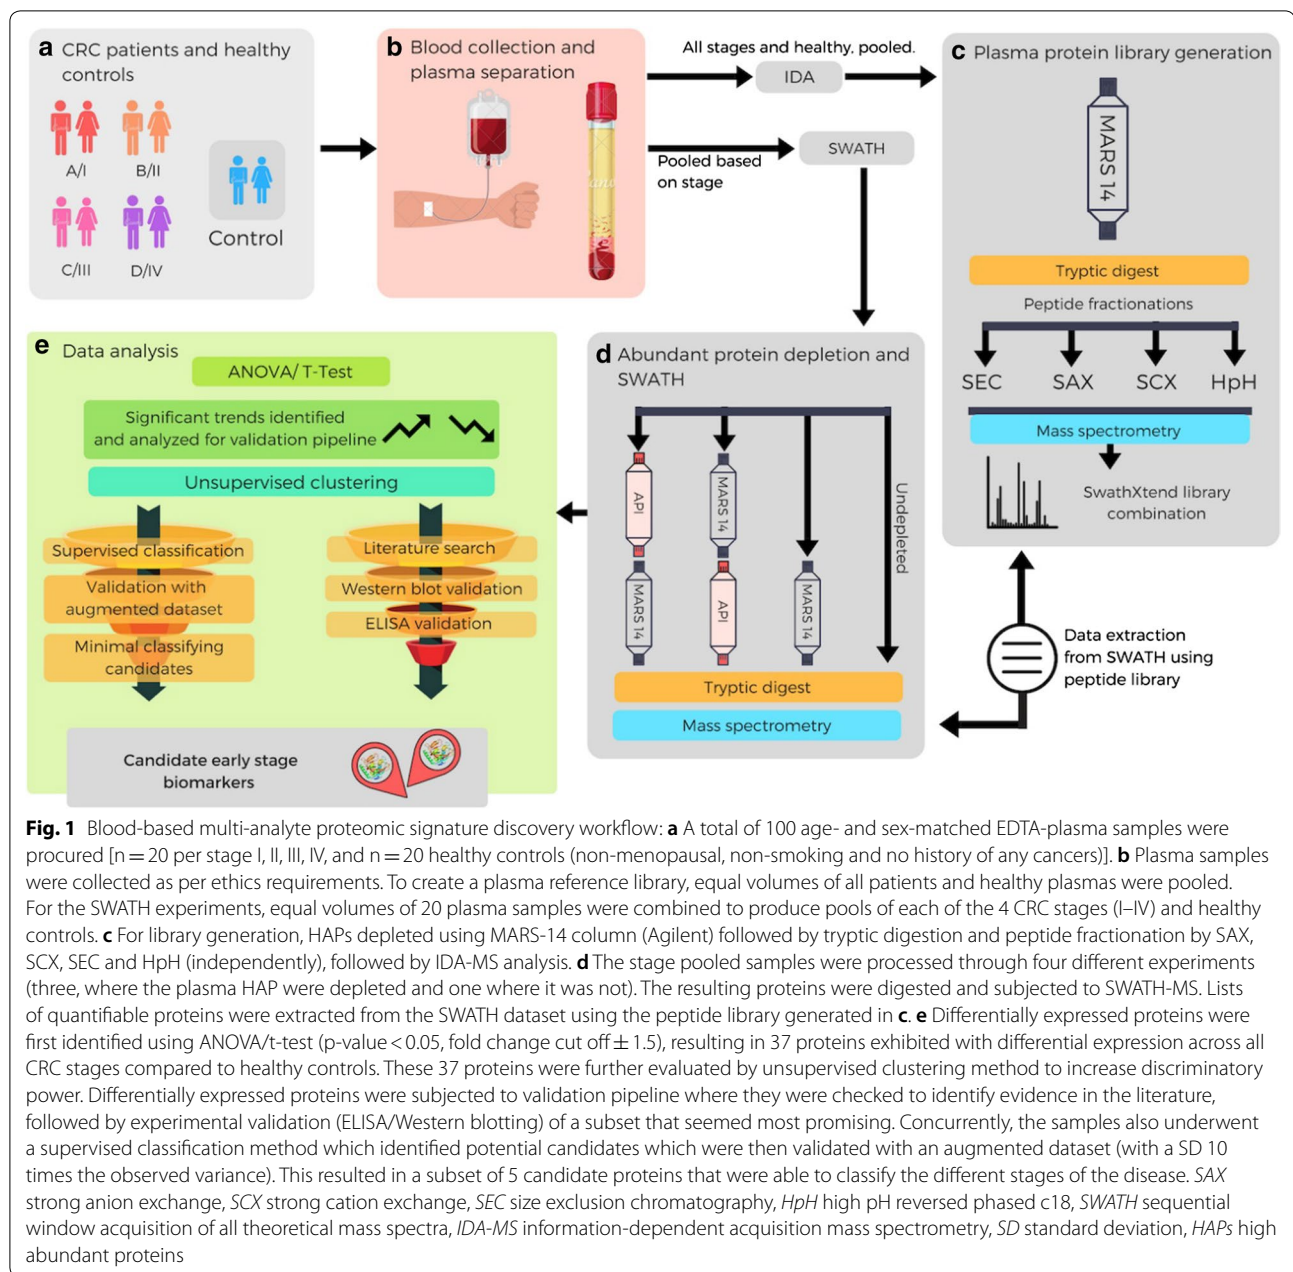 a CRC patients and healthy
controls
A/I
B/II
C/III
D/IV
Control
b Blood collection and
plasma separation
All stages and healthy. pooled.
IDA
Pooled based
on stage
SWATH
c Plasma protein library generation
MARS 14
Tryptic digest
Peptide fractionations
SEC SAX SCX HpH
Mass spectrometry
SwathXtend library
combination
Data extraction
from SWATH using
peptide library
d Abundant protein depletion and
SWATH
API
MARS 14
MARS 14
API
MARS 14
Undepleted
Tryptic digest
Mass spectrometry
e Data analysis
ANOVA/ T-Test
Significant trends identified
and analyzed for validation pipeline
Unsupervised clustering
Supervised classification
Validation with
augmented dataset
Minimal classifying
candidates
Literature search
Western blot validation
ELISA validation
Candidate early stage
biomarkers
Fig. 1 Blood-based multi-analyte proteomic signature discovery workflow: a A total of 100 age- and sex-matched EDTA-plasma samples were
procured [n = 20 per stage I, II, III, IV, and n = 20 healthy controls (non-menopausal, non-smoking and no history of any cancers)]. b Plasma samples
were collected as per ethics requirements. To create a plasma reference library, equal volumes of all patients and healthy plasmas were pooled.
For the SWATH experiments, equal volumes of 20 plasma samples were combined to produce pools of each of the 4 CRC stages (I–IV) and healthy
controls. c For library generation, HAPs depleted using MARS-14 column (Agilent) followed by tryptic digestion and peptide fractionation by SAX,
SCX, SEC and HpH (independently), followed by IDA-MS analysis. d The stage pooled samples were processed through four different experiments
(three, where the plasma HAP were depleted and one where it was not). The resulting proteins were digested and subjected to SWATH-MS. Lists
of quantifiable proteins were extracted from the SWATH dataset using the peptide library generated in c. e Differentially expressed proteins were
first identified using ANOVA/t-test (p-value < 0.05, fold change cut off ± 1.5), resulting in 37 proteins exhibited with differential expression across all
CRC stages compared to healthy controls. These 37 proteins were further evaluated by unsupervised clustering method to increase discriminatory
power. Differentially expressed proteins were subjected to validation pipeline where they were checked to identify evidence in the literature,
followed by experimental validation (ELISA/Western blotting) of a subset that seemed most promising. Concurrently, the samples also underwent
a supervised classification method which identified potential candidates which were then validated with an augmented dataset (with a SD 10
times the observed variance). This resulted in a subset of 5 candidate proteins that were able to classify the different stages of the disease. SAX
strong anion exchange, SCX strong cation exchange, SEC size exclusion chromatography, HpH high pH reversed phased c18, SWATH sequential
window acquisition of all theoretical mass spectra, IDA-MS information-dependent acquisition mass spectrometry, SD standard deviation, HAPs high
abundant proteins